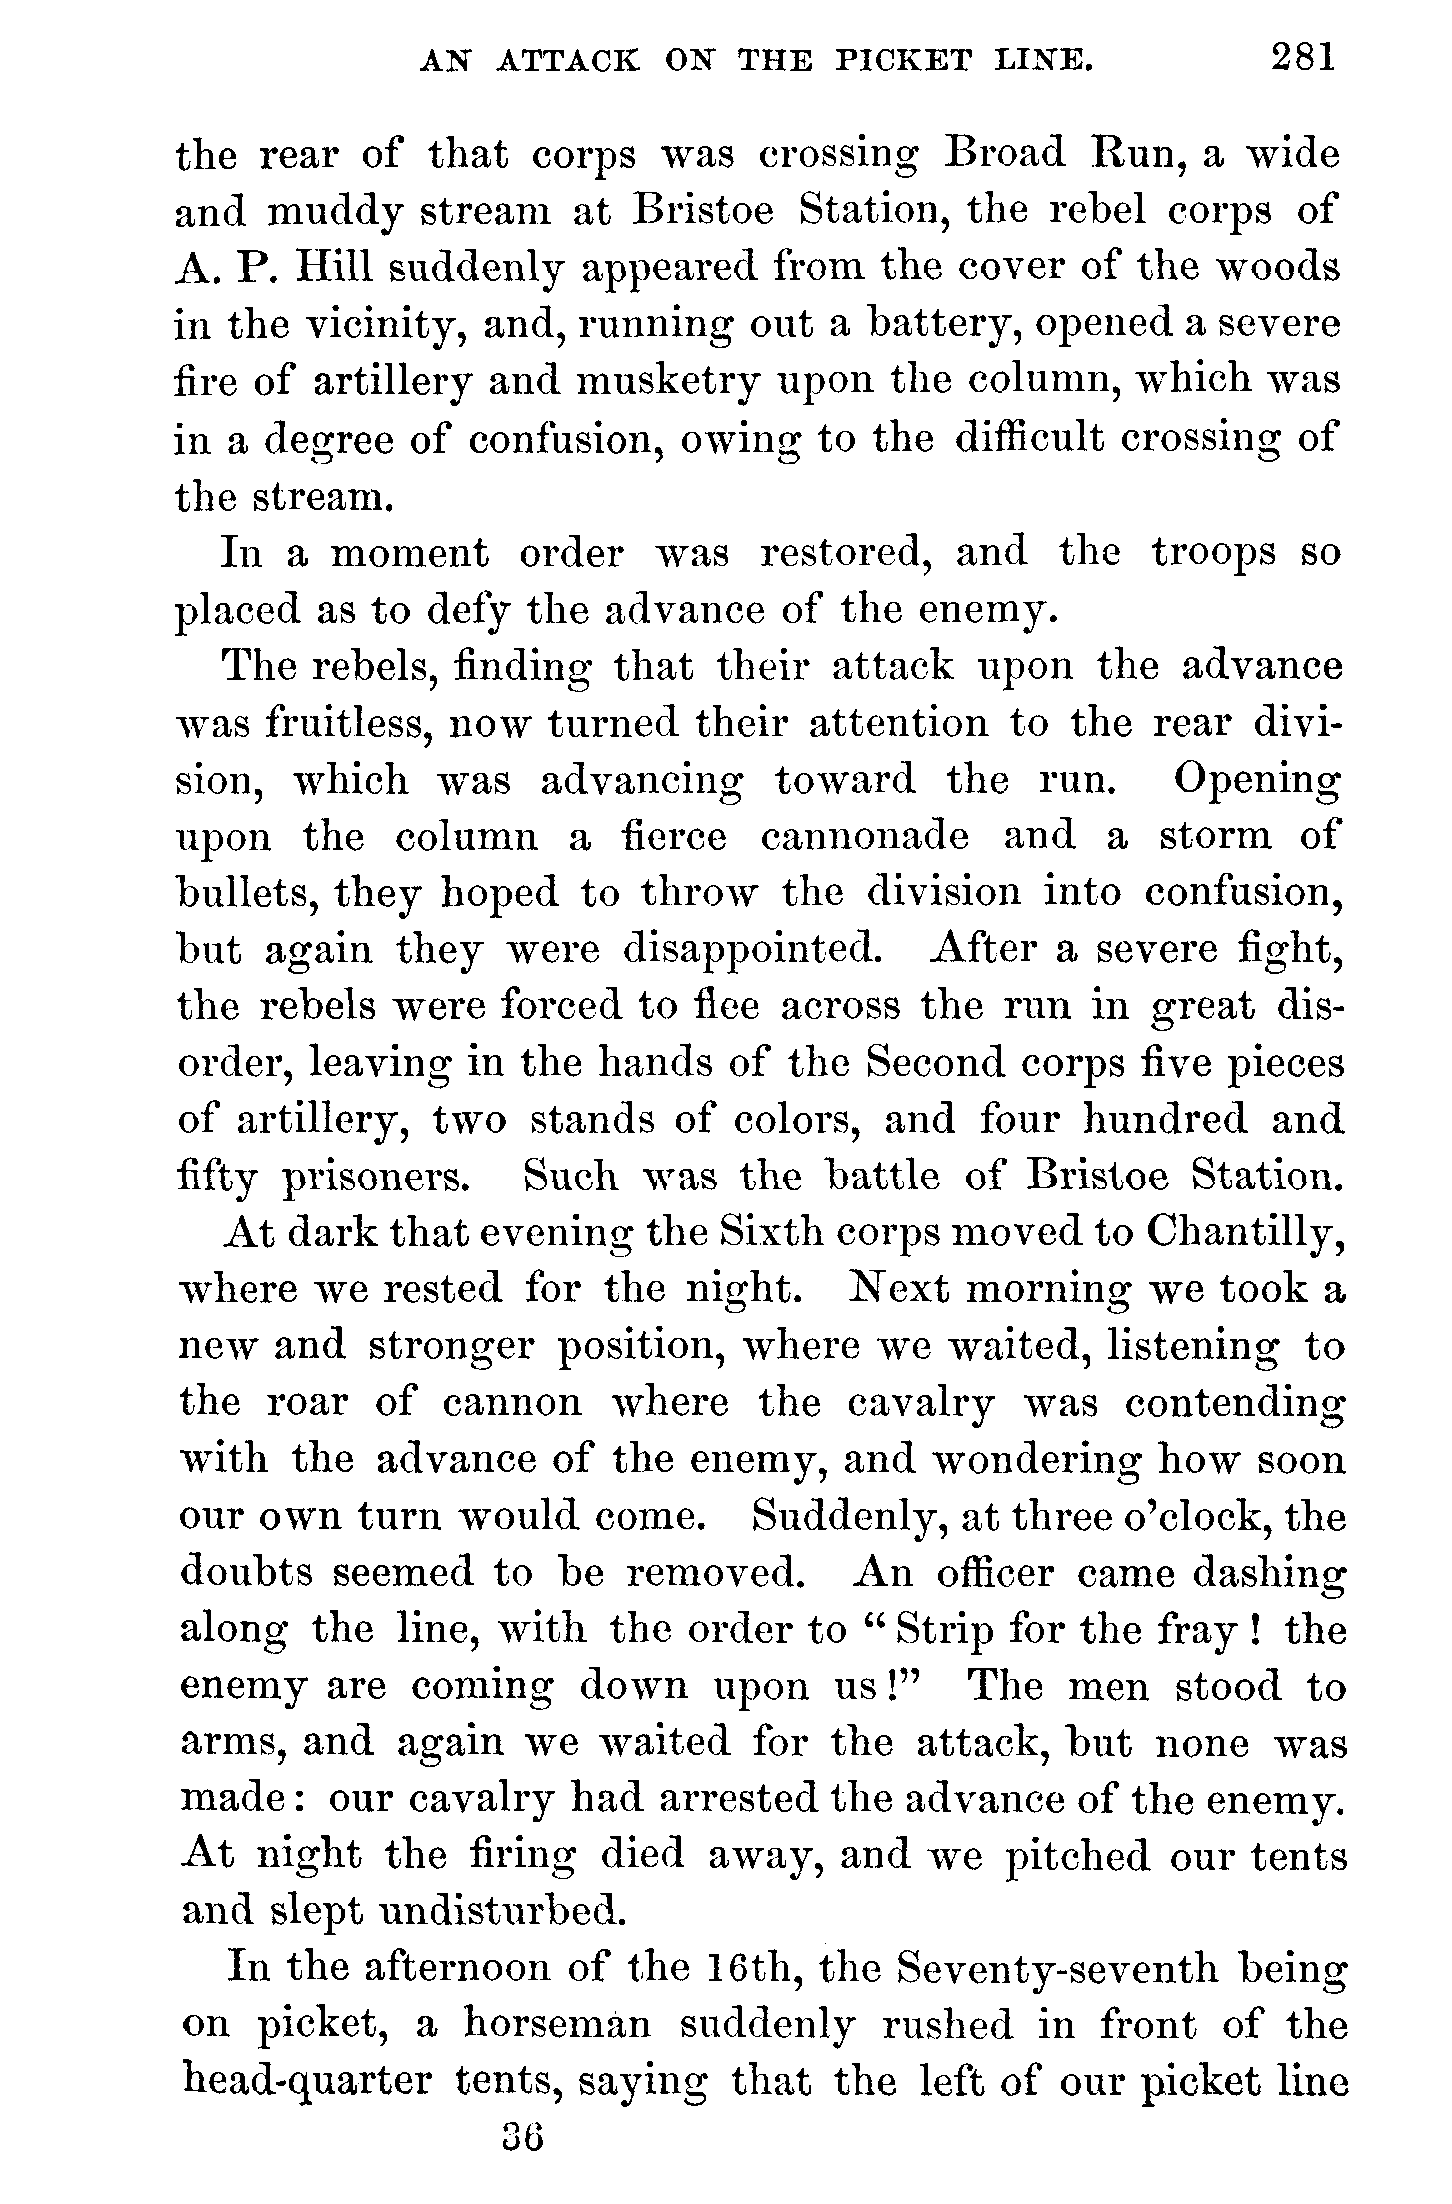 AN ATTACK ON THE PICKET LINE. 281
the rear of that corps was crossing Broad Run, a wide
and muddy stream at Bristoe Station, the rebel corps of
A. P. Hill suddenly appeared from the cover of the woods
in the vicinity, and, running out a battery, opened a severe
fire of artillery and musketry upon the column, which was
in a degree of confusion, owing to the difficult crossing of
the stream.
In a moment order was restored, and the troops so
placed as to defy the advance of the enemy.
The rebels, finding that their attack upon the advance
was fruitless, now turned their attention to the rear divi-
sion, which was advancing toward the run. Opening
upon the column a fierce cannonade and a storm of
bullets, they hoped to throw the division into confusion,
but again they were disappointed. After a severe fight,
the rebels were forced to flee across the run in great dis-
order, leaving in the hands of the Second corps five pieces
of artillery, two stands of colors, and four hundred and
fifty prisoners. Such was the battle of Bristoe Station.
At dark that evening the Sixth corps moved to Chantilly,
where we rested for the night. Next morning we took a
new and stronger position, where we waited, listening to
the roar of cannon where the cavalry was contending
with the advance of the enemy, and wondering how soon
our own turn would come. Suddenly, at three o'clock, the
doubts seemed to be removed. An officer came dashing
along the line, with the order to “ Strip for the fray ! the
enemy are coming down upon us !” The men stood to
arms, and again we waited for the attack, but none was
made : our cavalry had arrested the advance of the enemy.
At night the firing died away, and we pitched our tents
and slept undisturbed.
In the afternoon of the 16th, the Seventy-seventh being
on picket, a horseman suddenly rushed in front of the
head-quarter tents, saying that the left of our picket line
36